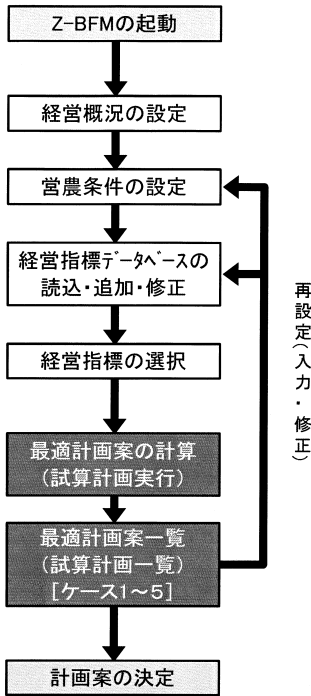 Z-BFMの起動
経営概況の設定
営農条件の設定
経営指標ﾃﾞｰﾀﾍﾞｰｽの
読込・追加・修正
経営指標の選択
最適計画案の計算
（試算計画実行）
最適計画案一覧
（試算計画一覧）
［ケース1～5］
計画案の決定
再設定（入力・修正）